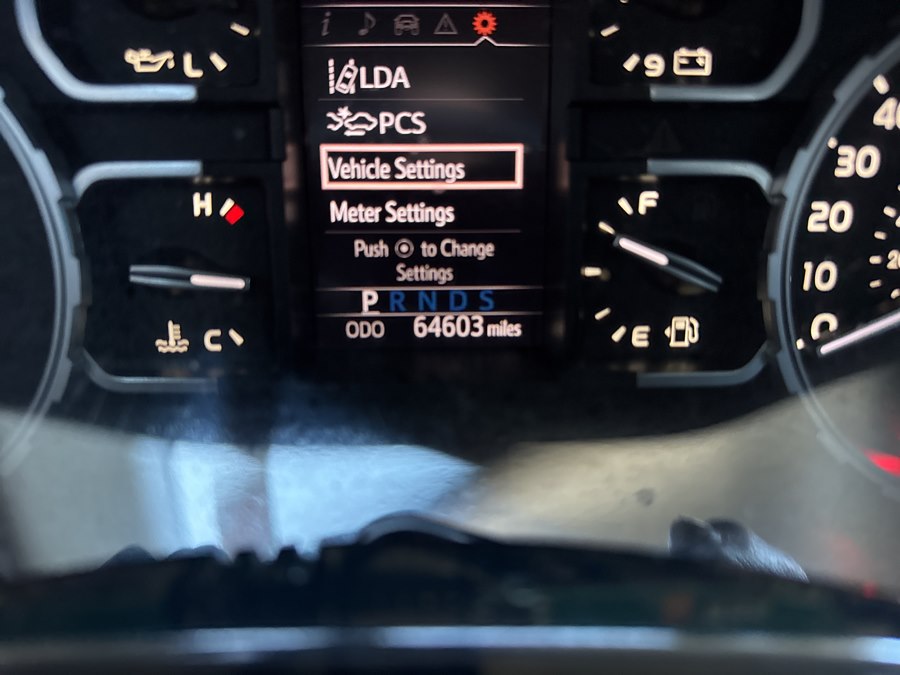 L
9
LDA
PCS
Vehicle Settings
Meter Settings
Push to Change
Settings
P R N D S
ODO 64603 miles
H
C
F
E
40
30
20
10
0
20